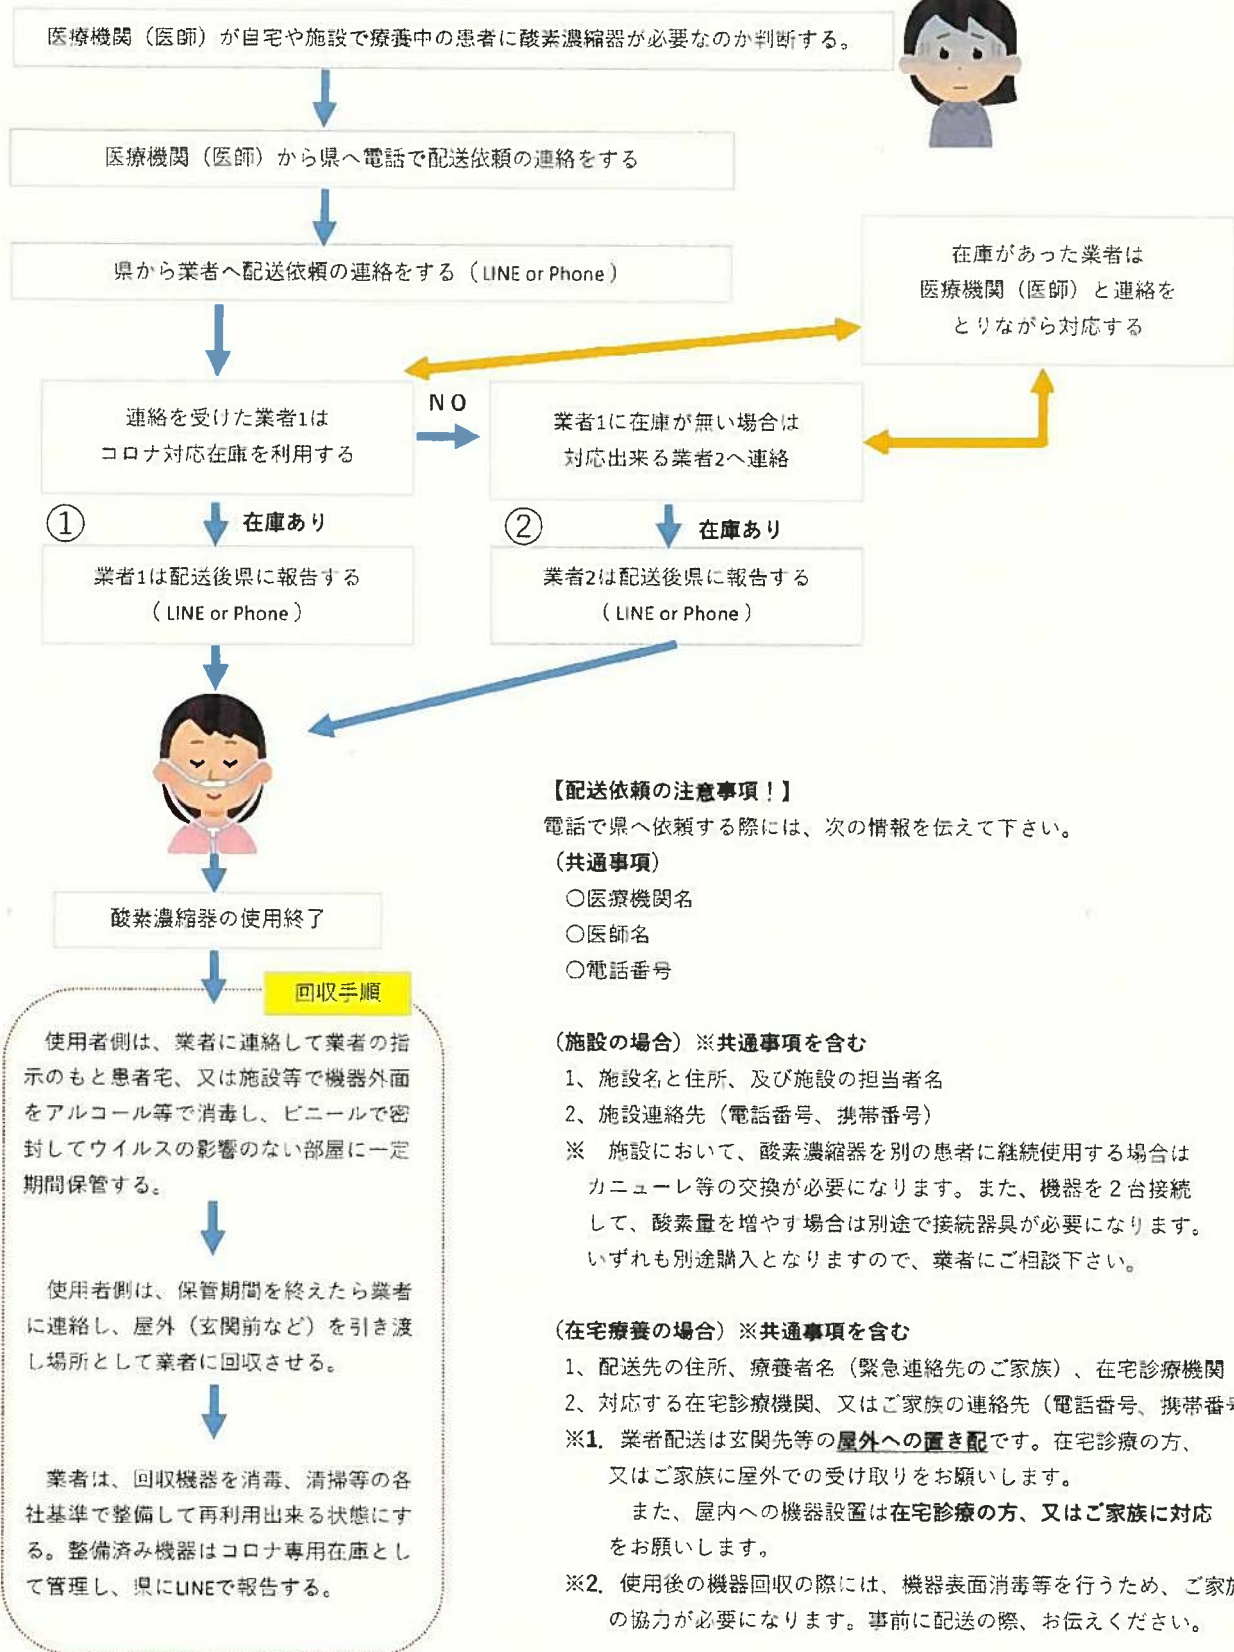 医療機関（医師）が自宅や施設で療養中の患者に酸素濃縮器が必要なのか判断する。
医療機関（医師）から県へ電話で配送依頼の連絡をする
県から業者へ配送依頼の連絡をする（LINE or Phone）
在庫があった業者は
医療機関（医師）と連絡を
とりながら対応する
連絡を受けた業者1は
コロナ対応在庫を利用する
NO
業者1に在庫が無い場合は
対応出来る業者2へ連絡
①
在庫あり
②
在庫あり
業者1は配送後県に報告する
（LINE or Phone）
業者2は配送後県に報告する
（LINE or Phone）
酸素濃縮器の使用終了
回収手順
使用者側は、業者に連絡して業者の指
示のもと患者宅、又は施設等で機器外面
をアルコール等で消毒し、ビニールで密
封してウイルスの影響のない部屋に一定
期間保管する。
使用者側は、保管期間を終えたら業者
に連絡し、屋外（玄関前など）を引き渡
し場所として業者に回収させる。
業者は、回収機器を消毒、清掃等の各
社基準で整備して再利用出来る状態にす
る。整備済み機器はコロナ専用在庫とし
て管理し、県にLINEで報告する。
【配送依頼の注意事項！】
電話で県へ依頼する際には、次の情報を伝えて下さい。
（共通事項）
○医療機関名
○医師名
○電話番号
（施設の場合）※共通事項を含む
1、施設名と住所、及び施設の担当者名
2、施設連絡先（電話番号、携帯番号）
※　施設において、酸素濃縮器を別の患者に継続使用する場合は
カニューレ等の交換が必要になります。また、機器を２台接続
して、酸素量を増やす場合は別途で接続器具が必要になります。
いずれも別途購入となりますので、業者にご相談下さい。
（在宅療養の場合）※共通事項を含む
1、配送先の住所、療養者名（緊急連絡先のご家族）、在宅診療機関
2、対応する在宅診療機関、又はご家族の連絡先（電話番号、携帯番
※1．業者配送は玄関先等の屋外への置き配です。在宅診療の方、
又はご家族に屋外での受け取りをお願いします。
また、屋内への機器設置は在宅診療の方、又はご家族に対応
をお願いします。
※2．使用後の機器回収の際には、機器表面消毒等を行うため、ご家族
の協力が必要になります。事前に配送の際、お伝えください。